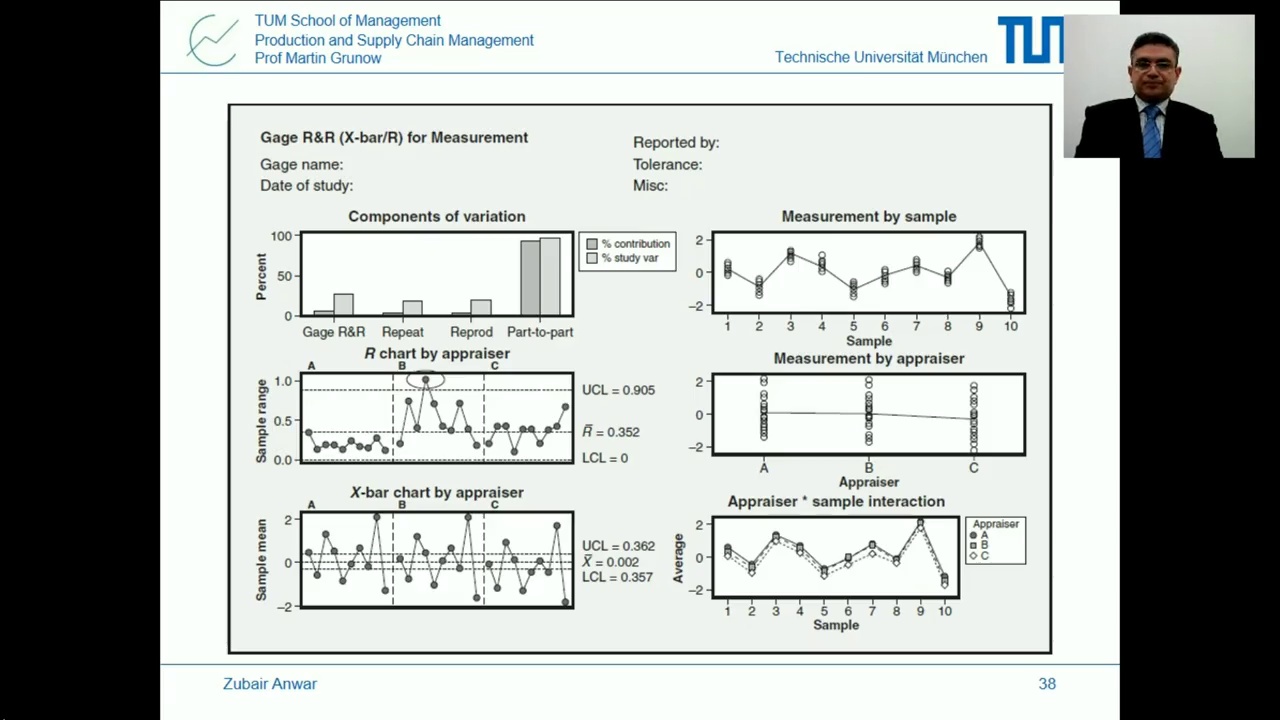 TUM School of Management
Production and Supply Chain Management
Prof Martin Grunow
Technische Universität München
TUM
Gage R&R (X-bar/R) for Measurement
Gage name:
Date of study:
Reported by:
Tolerance:
Misc:
Components of variation
Percent
100
50
0
Gage R&R Repeat Reprod Part-to-part
% contribution
% study var
R chart by appraiser
A B C
Sample range
1.0
0.5
0.0
UCL = 0.905
R̄ = 0.352
LCL = 0
X-bar chart by appraiser
A B C
Sample mean
2
0
−2
UCL = 0.362
X̿ = 0.002
LCL = 0.357
Measurement by sample
2
0
−2
1 2 3 4 5 6 7 8 9 10
Sample
Measurement by appraiser
2
0
−2
A B C
Appraiser
Appraiser * sample interaction
Average
2
0
−2
1 2 3 4 5 6 7 8 9 10
Sample
Appraiser
A
B
C
Zubair Anwar
38